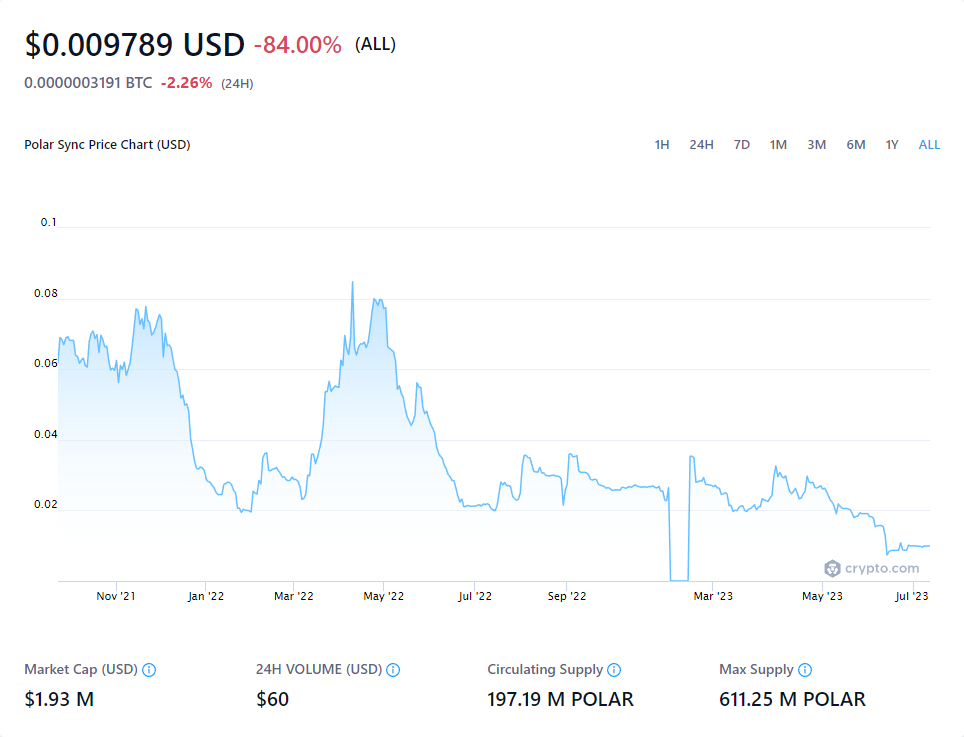 $0.009789 USD -84.00% (ALL)
0.0000003191 BTC -2.26% (24H)
Polar Sync Price Chart (USD) 1H 24H 7D 1M 3M 6M 1Y ALL
0.1
0.08
0.06
0.04
0.02
crypto.com
Nov '21 Jan '22 Mar '22 May '22 Jul '22 Sep '22 Mar '23 May '23 Jul '23
Market Cap (USD) 24H VOLUME (USD) Circulating Supply Max Supply
$1.93 M $60 197.19 M POLAR 611.25 M POLAR